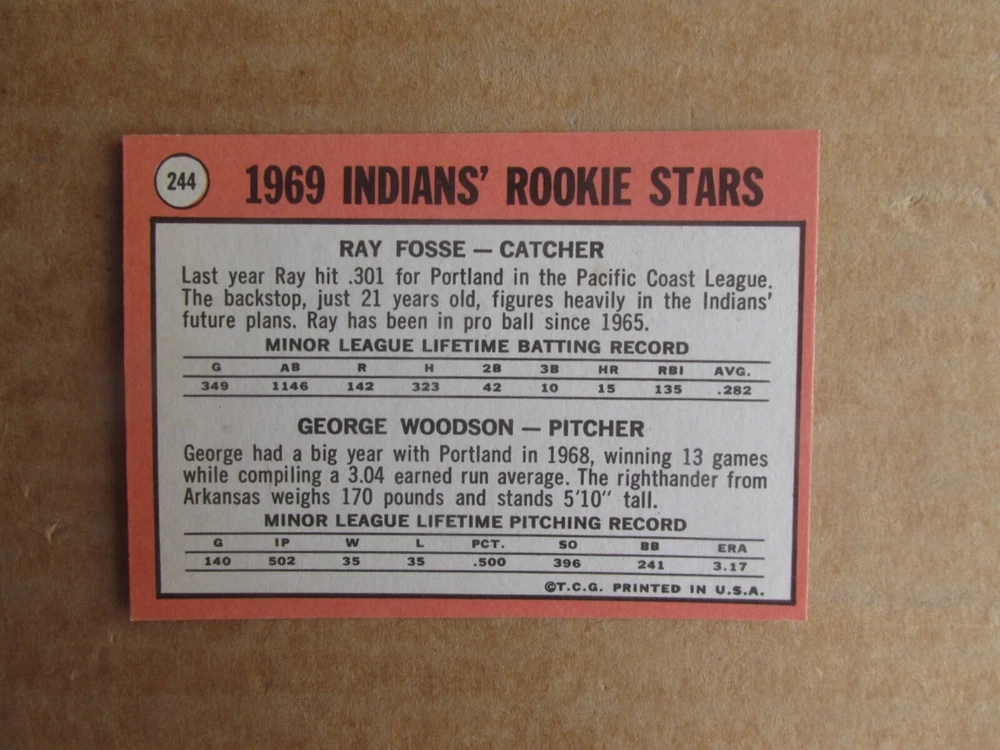 244
1969 INDIANS' ROOKIE STARS
RAY FOSSE — CATCHER
Last year Ray hit .301 for Portland in the Pacific Coast League.
The backstop, just 21 years old, figures heavily in the Indians'
future plans. Ray has been in pro ball since 1965.
MINOR LEAGUE LIFETIME BATTING RECORD
G AB R H 2B 3B HR RBI AVG.
349 1146 142 323 42 10 15 135 .282
GEORGE WOODSON — PITCHER
George had a big year with Portland in 1968, winning 13 games
while compiling a 3.04 earned run average. The righthander from
Arkansas weighs 170 pounds and stands 5'10" tall.
MINOR LEAGUE LIFETIME PITCHING RECORD
G IP W L PCT. SO BB ERA
140 502 35 35 .500 396 241 3.17
©T.C.G. PRINTED IN U.S.A.